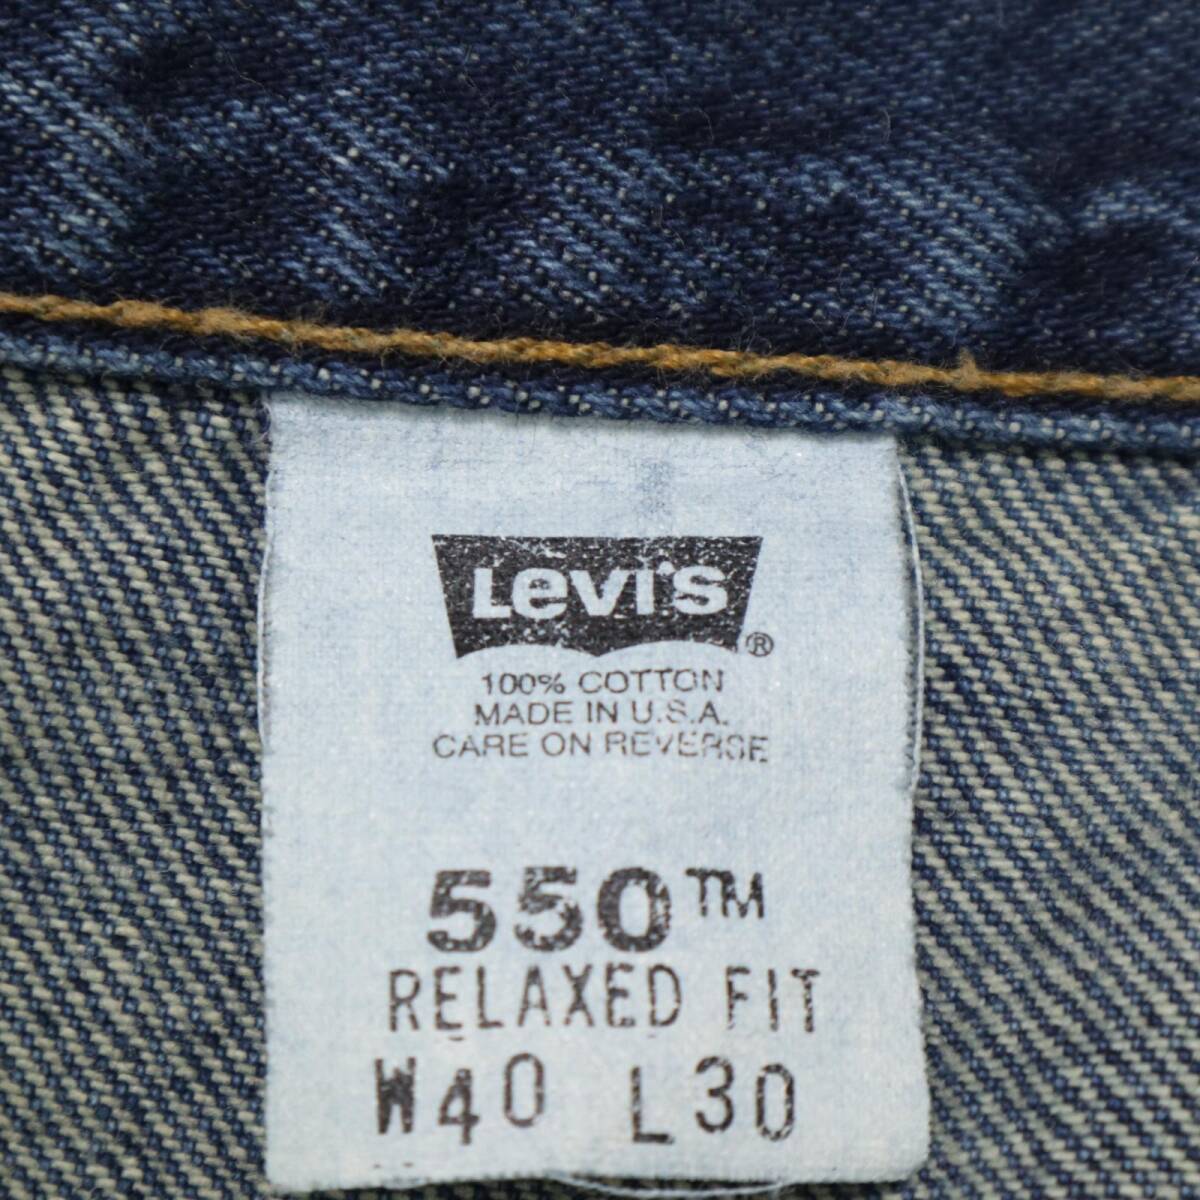 Levi's®
100% COTTON
MADE IN U.S.A.
CARE ON REVERSE
550™
RELAXED FIT
W40 L30